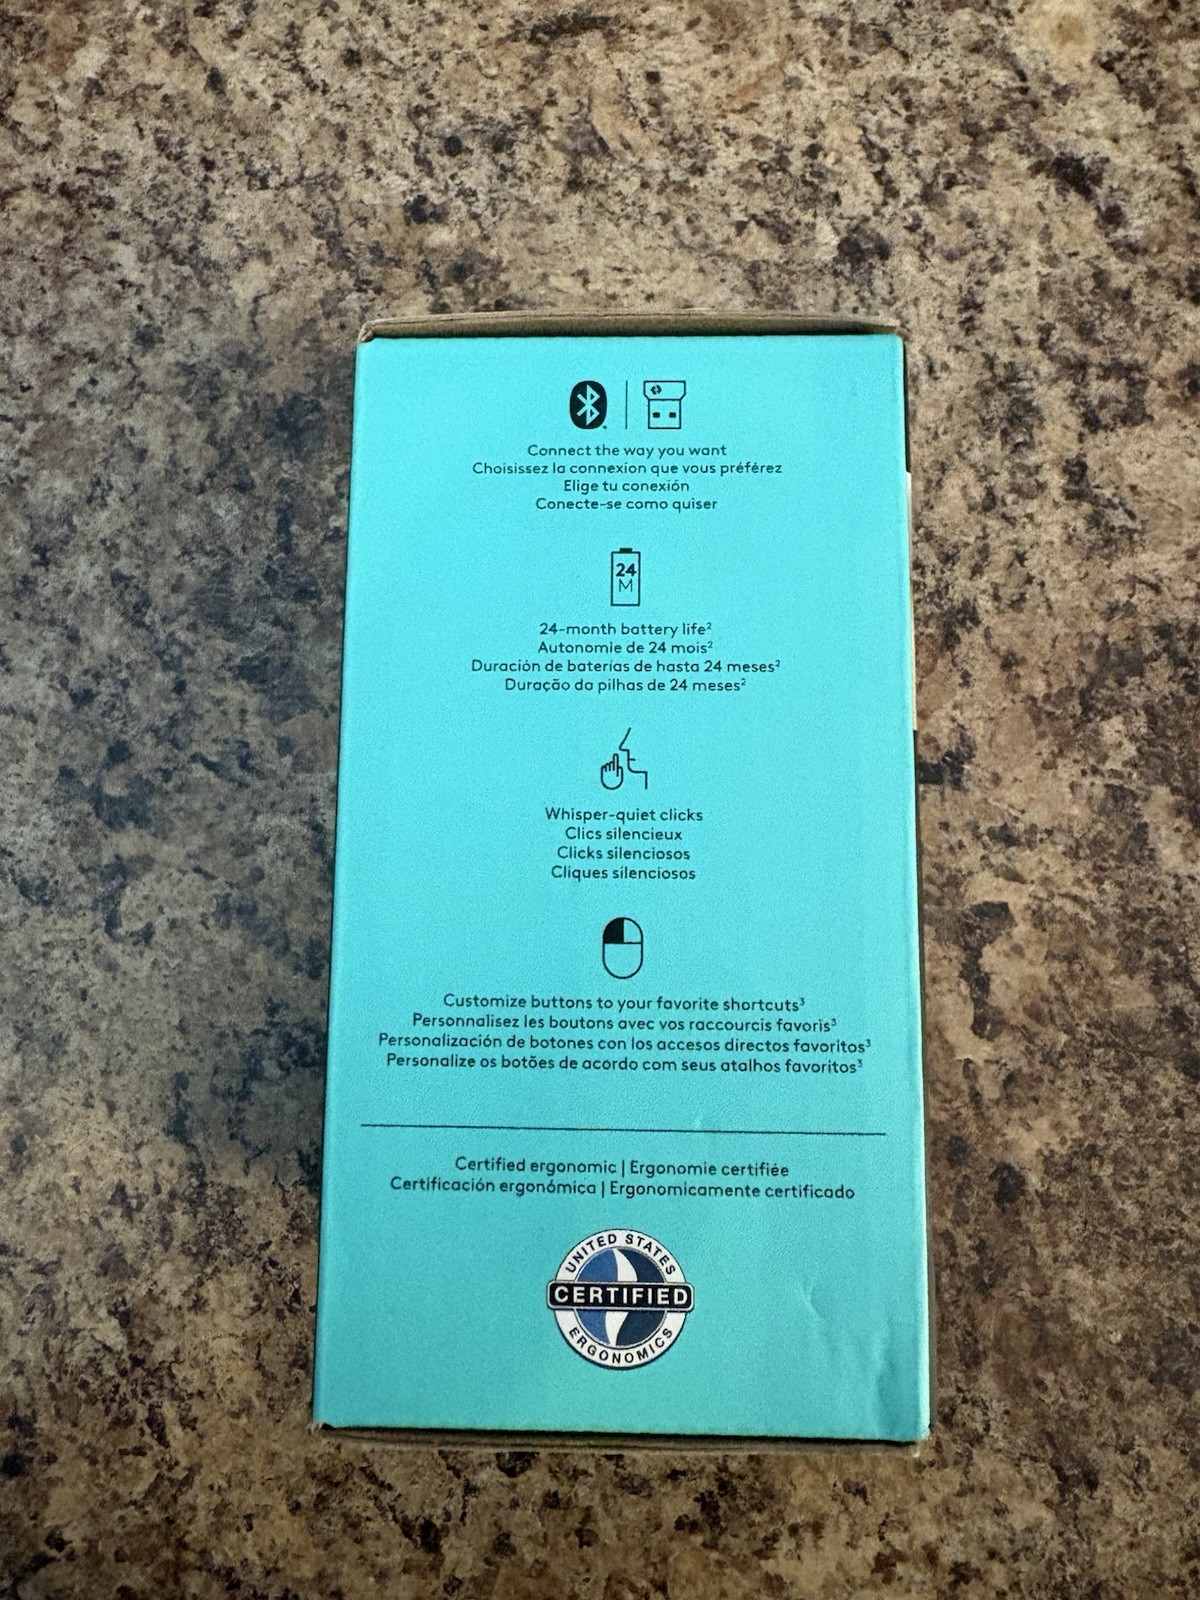 Connect the way you want
Choisissez la connexion que vous préférez
Elige tu conexión
Conecte-se como quiser
24
M
24-month battery life²
Autonomie de 24 mois²
Duración de baterías de hasta 24 meses²
Duração da pilhas de 24 meses²
Whisper-quiet clicks
Clics silencieux
Clicks silenciosos
Cliques silenciosos
Customize buttons to your favorite shortcuts³
Personnalisez les boutons avec vos raccourcis favoris³
Personalización de botones con los accesos directos favoritos³
Personalize os botões de acordo com seus atalhos favoritos³
Certified ergonomic | Ergonomie certifiée
Certificación ergonómica | Ergonomicamente certificado
UNITED STATES
CERTIFIED
ERGONOMICS